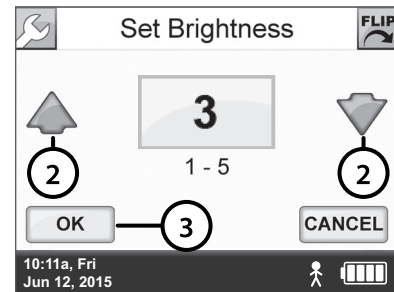 Set Brightness
FLIP
3
2
1 - 5
2
OK
3
CANCEL
10:11a, Fri
Jun 12, 2015